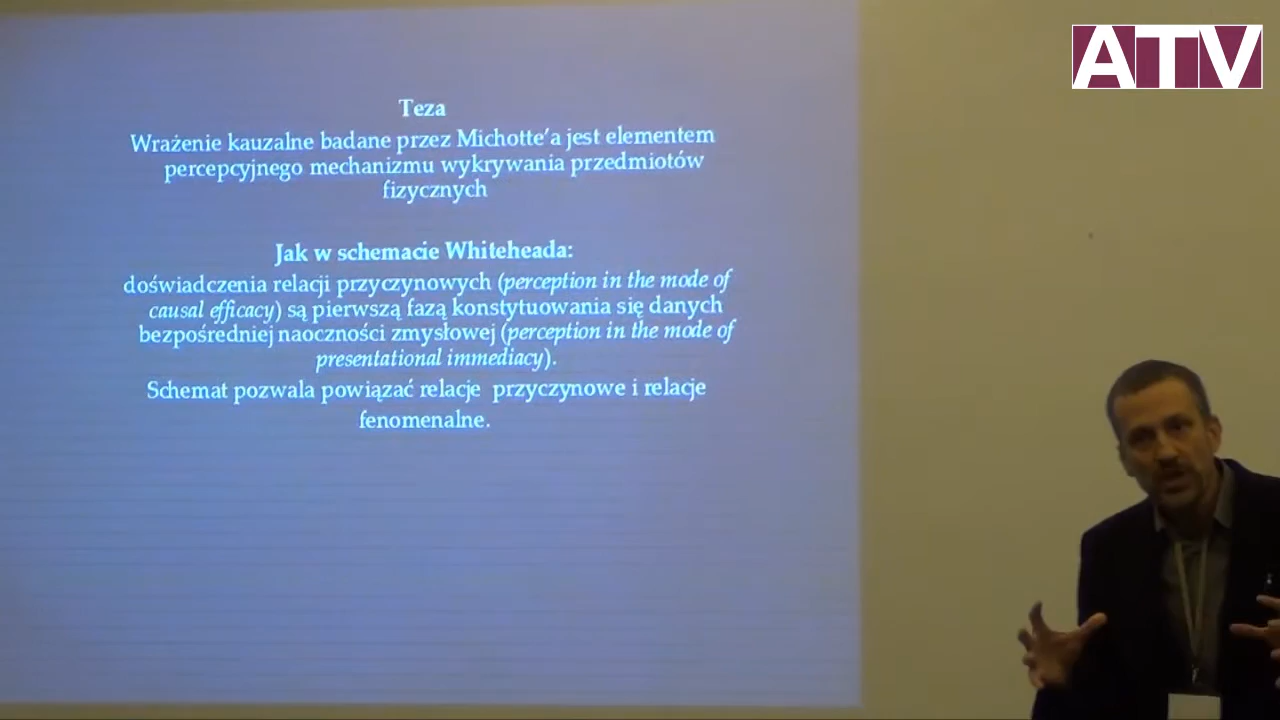 ATV
Teza
Wrażenie kauzalne badane przez Michotte'a jest elementem
percepcyjnego mechanizmu wykrywania przedmiotów
fizycznych
Jak w schemacie Whiteheada:
doświadczenia relacji przyczynowych (perception in the mode of
causal efficacy) są pierwszą fazą konstytuowania się danych
bezpośredniej naoczności zmysłowej (perception in the mode of
presentational immediacy).
Schemat pozwala powiązać relacje przyczynowe i relacje
fenomenalne.